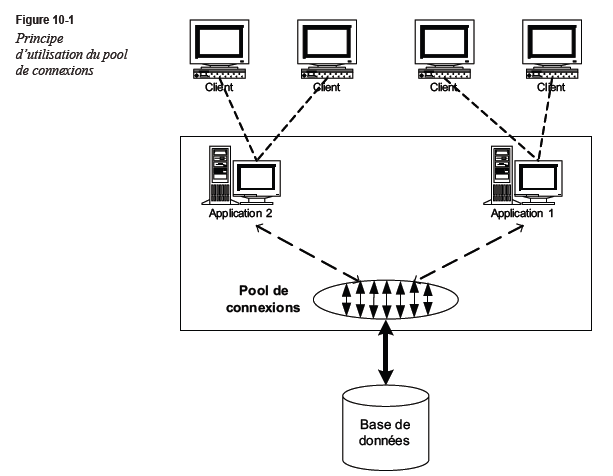 Figure 10-1
Principe
d'utilisation du pool
de connexions
Client
Client
Client
Client
Application 2
Application 1
Pool de
connexions
Base de
données